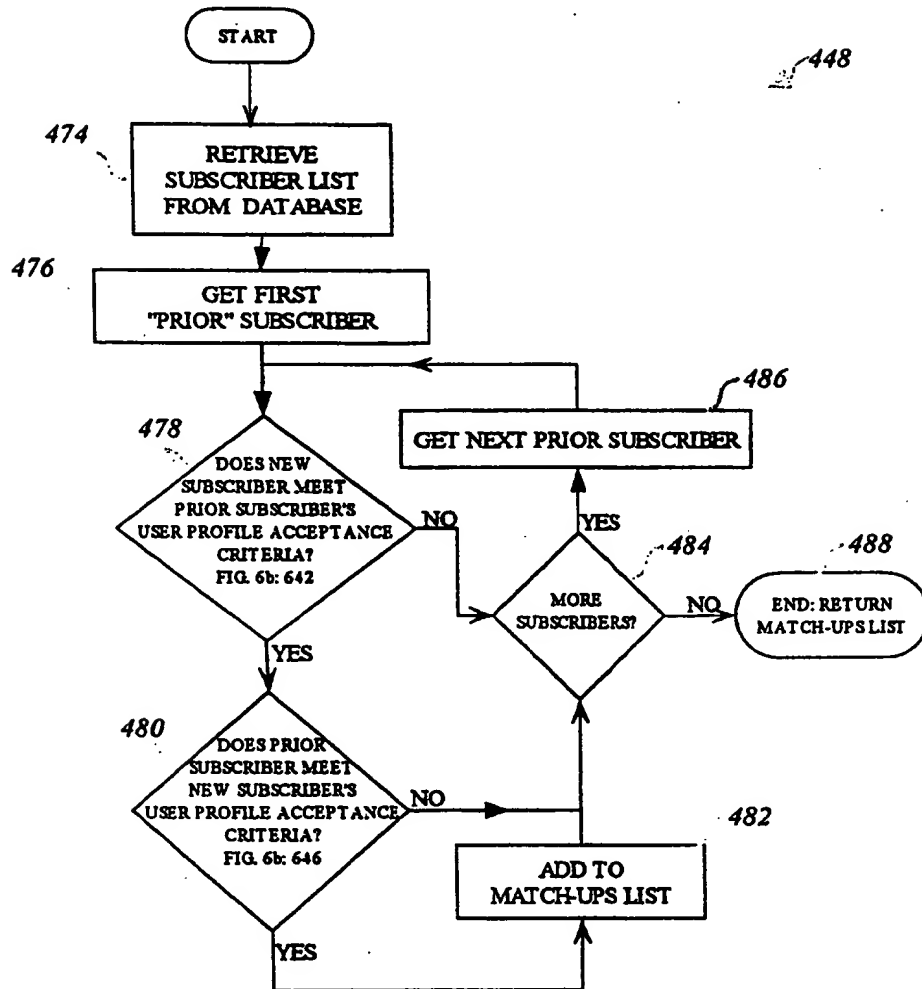 START
448
474
RETRIEVE
SUBSCRIBER LIST
FROM DATABASE
476
GET FIRST
"PRIOR" SUBSCRIBER
486
GET NEXT PRIOR SUBSCRIBER
478
DOES NEW
SUBSCRIBER MEET
PRIOR SUBSCRIBER'S
USER PROFILE ACCEPTANCE
CRITERIA?
FIG. 6b: 642
NO
YES
YES
484
MORE
SUBSCRIBERS?
NO
488
END: RETURN
MATCH-UPS LIST
480
DOES PRIOR
SUBSCRIBER MEET
NEW SUBSCRIBER'S
USER PROFILE ACCEPTANCE
CRITERIA?
FIG. 6b: 646
NO
YES
482
ADD TO
MATCH-UPS LIST